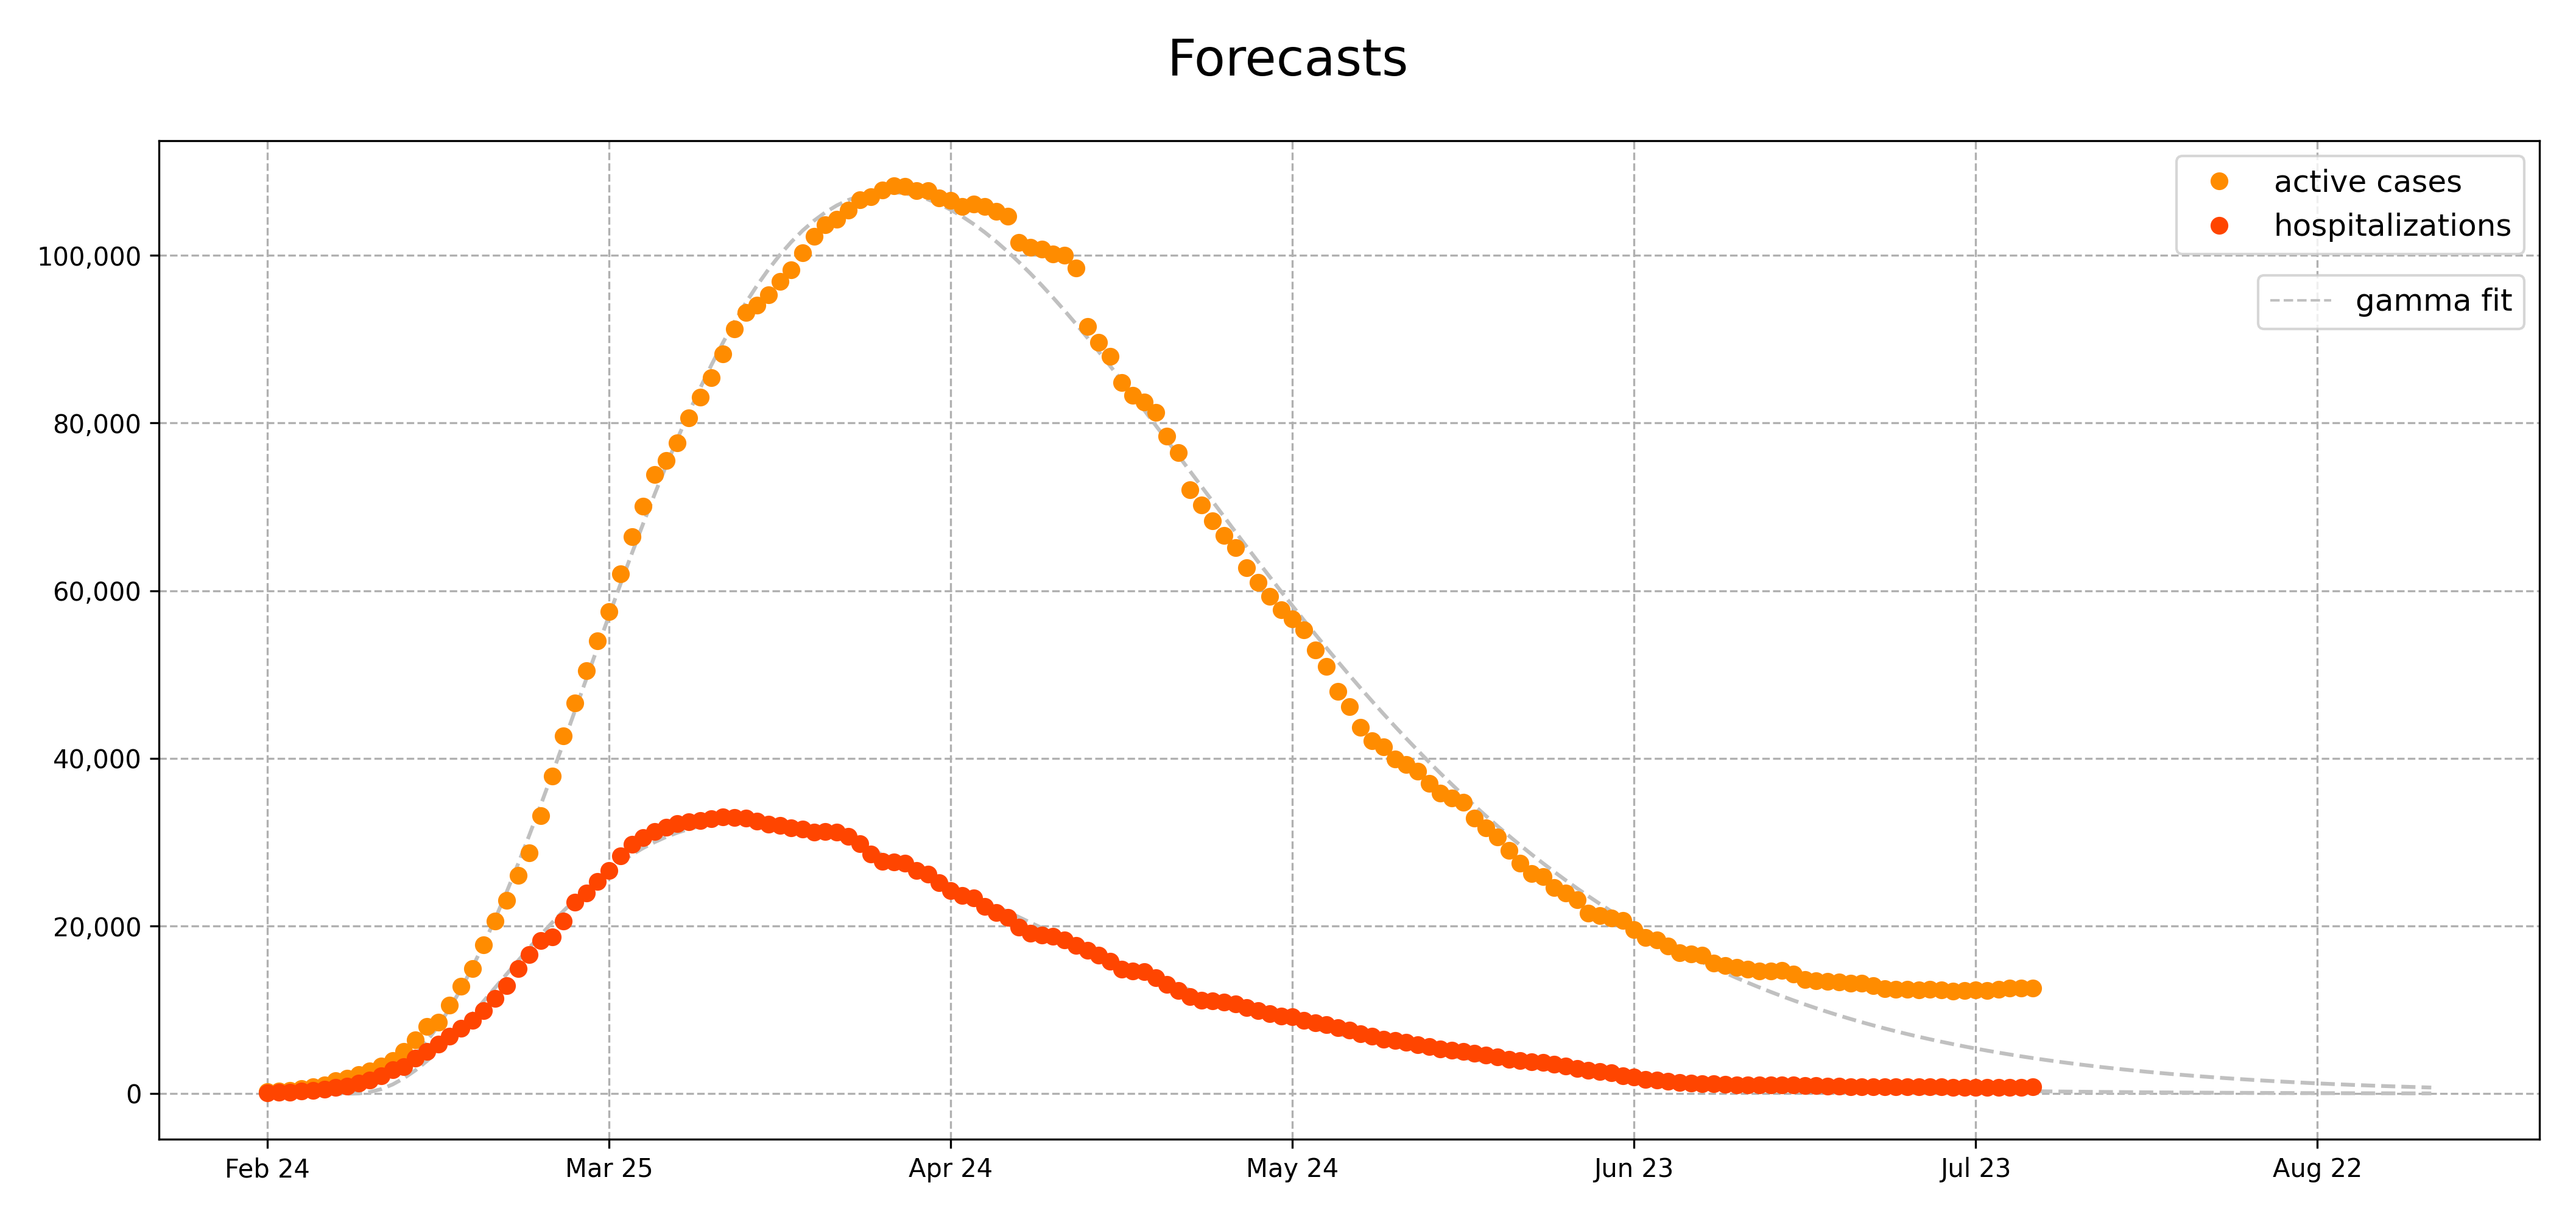 Forecasts
active cases
hospitalizations
gamma fit
100,000
80,000
60,000
40,000
20,000
0
Feb 24
Mar 25
Apr 24
May 24
Jun 23
Jul 23
Aug 22